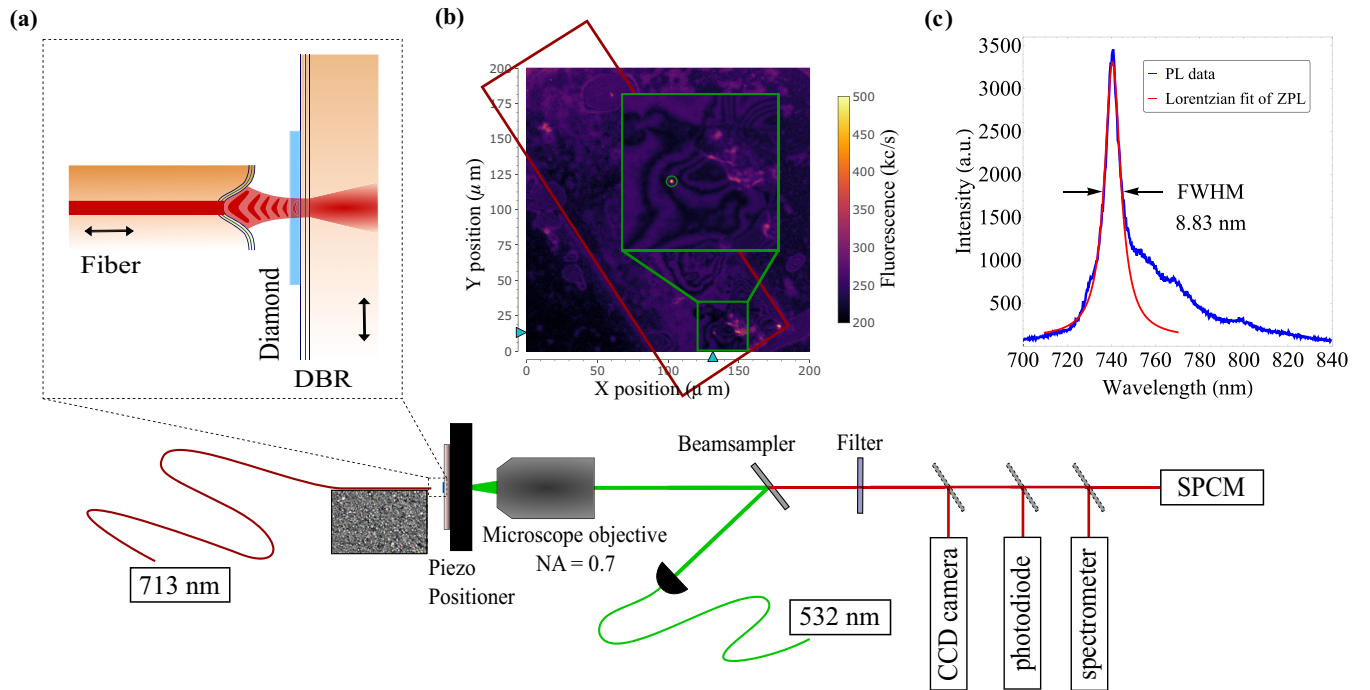 (a)
Fiber
Diamond
DBR
(b)
200
175
150
125
100
75
50
25
0
Y position (μ m)
0
50
100
150
200
X position (μ m)
500
450
400
350
300
250
200
Fluorescence (kc/s)
(c)
3500
3000
2500
2000
1500
1000
500
Intensity (a.u.)
PL data
Lorentzian fit of ZPL
FWHM
8.83 nm
700
720
740
760
780
800
820
840
Wavelength (nm)
713 nm
Piezo
Positioner
Microscope objective
NA = 0.7
Beamsampler
Filter
532 nm
CCD camera
photodiode
spectrometer
SPCM